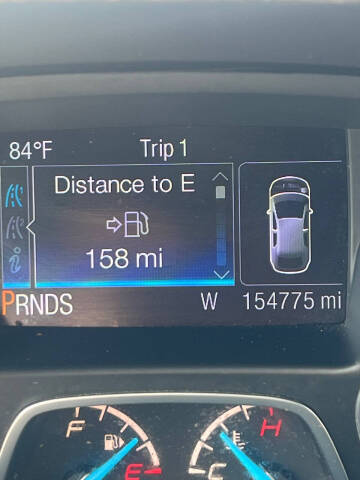 84°F Trip 1
Distance to E
158 mi
PRNDS W 154775 mi
F E C H